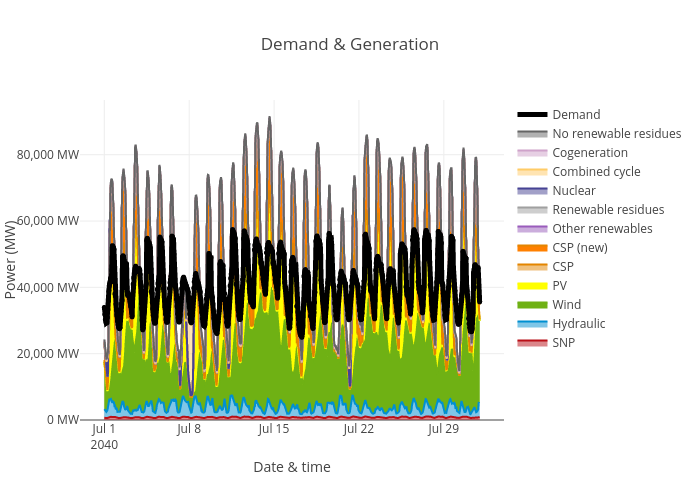 Demand & Generation
Power (MW)
80,000 MW
60,000 MW
40,000 MW
20,000 MW
0 MW
Jul 1
2040
Jul 8
Jul 15
Jul 22
Jul 29
Date & time
Demand
No renewable residues
Cogeneration
Combined cycle
Nuclear
Renewable residues
Other renewables
CSP (new)
CSP
PV
Wind
Hydraulic
SNP